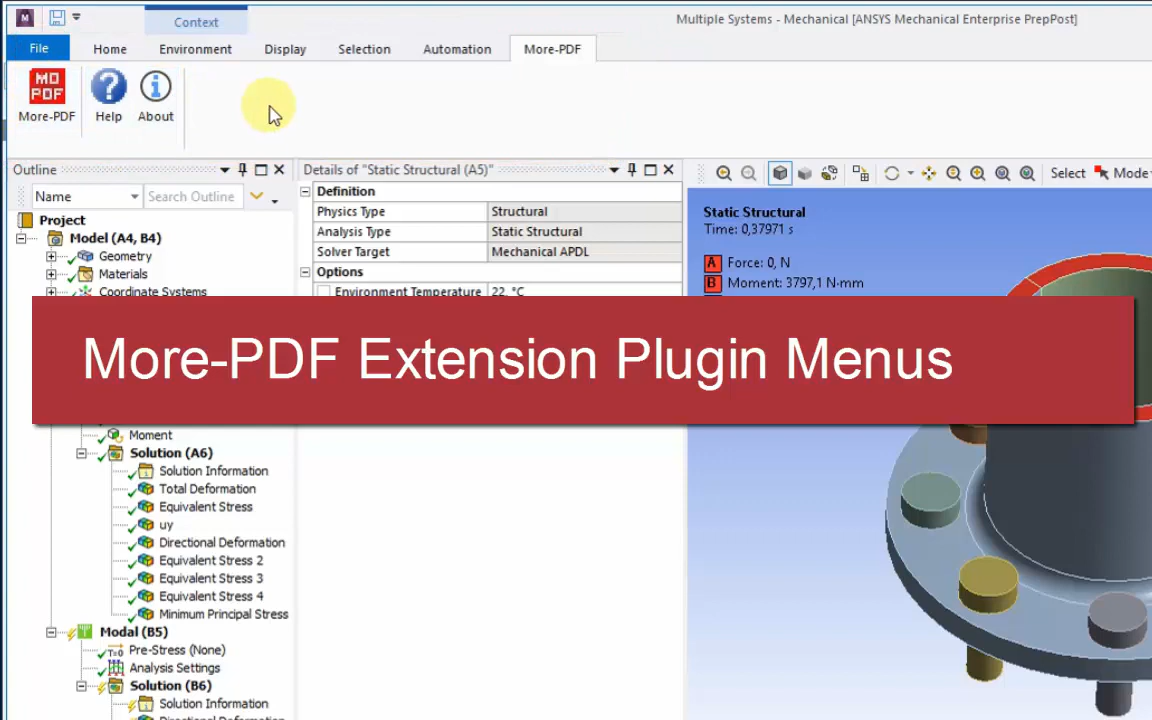 Context
Multiple Systems - Mechanical [ANSYS Mechanical Enterprise PrepPost]
File Home Environment Display Selection Automation More-PDF
MO
PDF
More-PDF Help About
Outline
Details of "Static Structural (A5)"
Select Mode
Name Search Outline
Project
Model (A4, B4)
Geometry
Materials
Coordinate Systems
Definition
Physics Type Structural
Analysis Type Static Structural
Solver Target Mechanical APDL
Options
Environment Temperature 22, °C
Static Structural
Time: 0,37971 s
A Force: 0, N
B Moment: 3797,1 N-mm
More-PDF Extension Plugin Menus
Moment
Solution (A6)
Solution Information
Total Deformation
Equivalent Stress
uy
Directional Deformation
Equivalent Stress 2
Equivalent Stress 3
Equivalent Stress 4
Minimum Principal Stress
Modal (B5)
Pre-Stress (None)
Analysis Settings
Solution (B6)
Solution Information
Directional Deformation